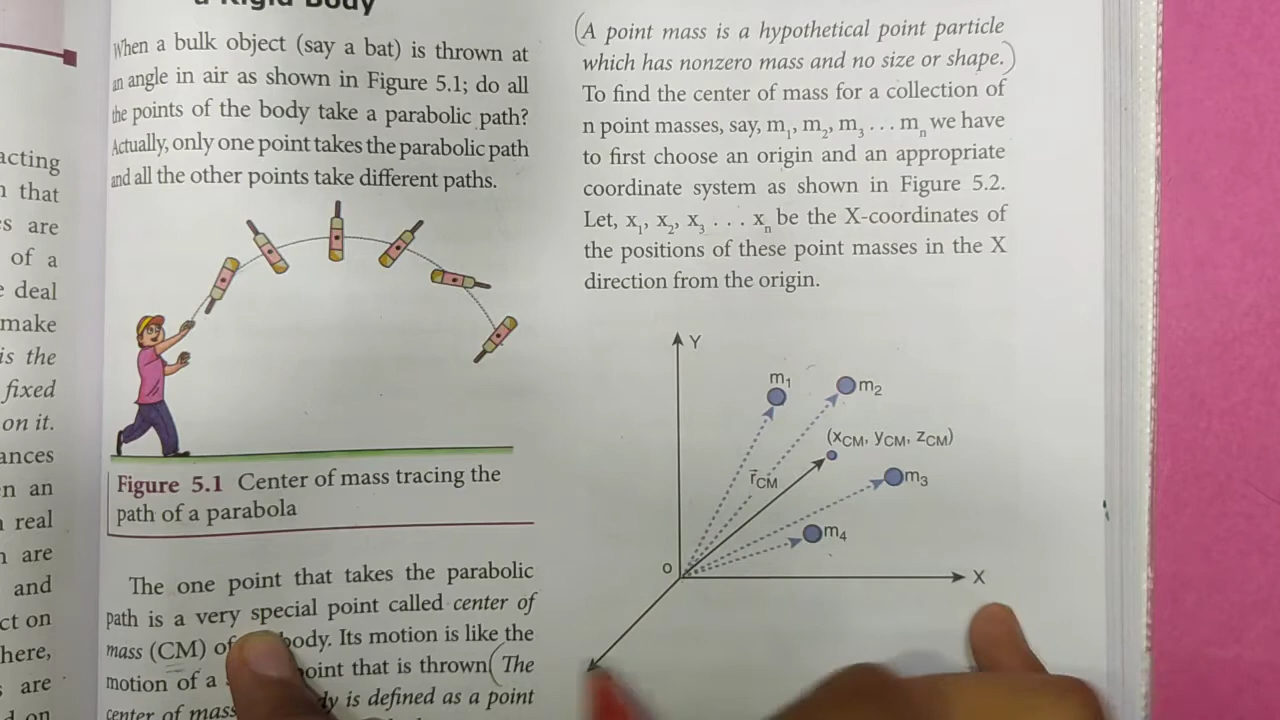 acting
that
are
of a
deal
make
is the
fixed
on it.
ances
n an
real
are
and
ct on
here,
are
d on
a Rigid Body
When a bulk object (say a bat) is thrown at
an angle in air as shown in Figure 5.1; do all
the points of the body take a parabolic path?
Actually, only one point takes the parabolic path
and all the other points take different paths.
Figure 5.1 Center of mass tracing the
path of a parabola
The one point that takes the parabolic
path is a very special point called center of
mass (CM) of body. Its motion is like the
motion of a point that is thrown (The
center of mass dy is defined as a point
(A point mass is a hypothetical point particle
which has nonzero mass and no size or shape.)
To find the center of mass for a collection of
n point masses, say, m₁, m₂, m₃ . . . mₙ we have
to first choose an origin and an appropriate
coordinate system as shown in Figure 5.2.
Let, x₁, x₂, x₃ . . . xₙ be the X-coordinates of
the positions of these point masses in the X
direction from the origin.
Y
m₁
m₂
(xCM, yCM, zCM)
r⃗CM
m₃
m₄
O
X